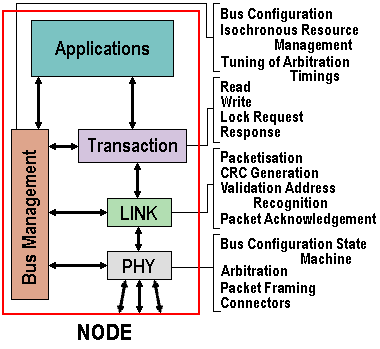 Applications
Transaction
LINK
PHY
Bus Management
NODE
Bus Configuration
Isochronous Resource
Management
Tuning of Arbitration
Timings
Read
Write
Lock Request
Response
Packetisation
CRC Generation
Validation Address
Recognition
Packet Acknowledgement
Bus Configuration State
Machine
Arbitration
Packet Framing
Connectors